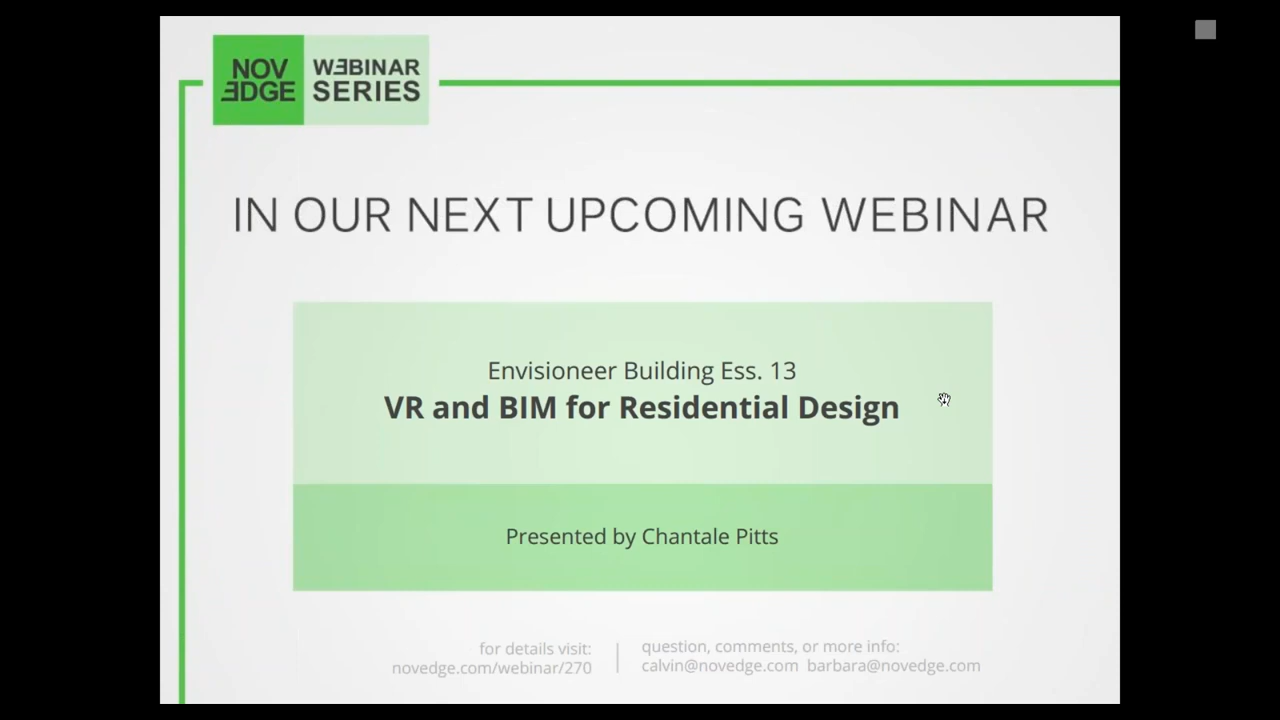 NOV
EDGE
WEBINAR
SERIES
IN OUR NEXT UPCOMING WEBINAR
Envisioneer Building Ess. 13
VR and BIM for Residential Design
Presented by Chantale Pitts
for details visit:
novedge.com/webinar/270
question, comments, or more info:
calvin@novedge.com barbara@novedge.com